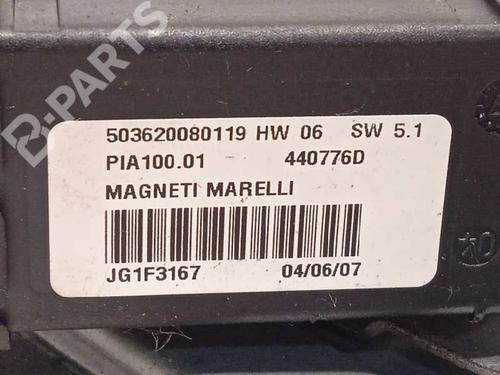 B-PARTS
503620080119 HW 06 SW 5.1
PIA100.01 440776D
MAGNETI MARELLI
JG1F3167 04/06/07